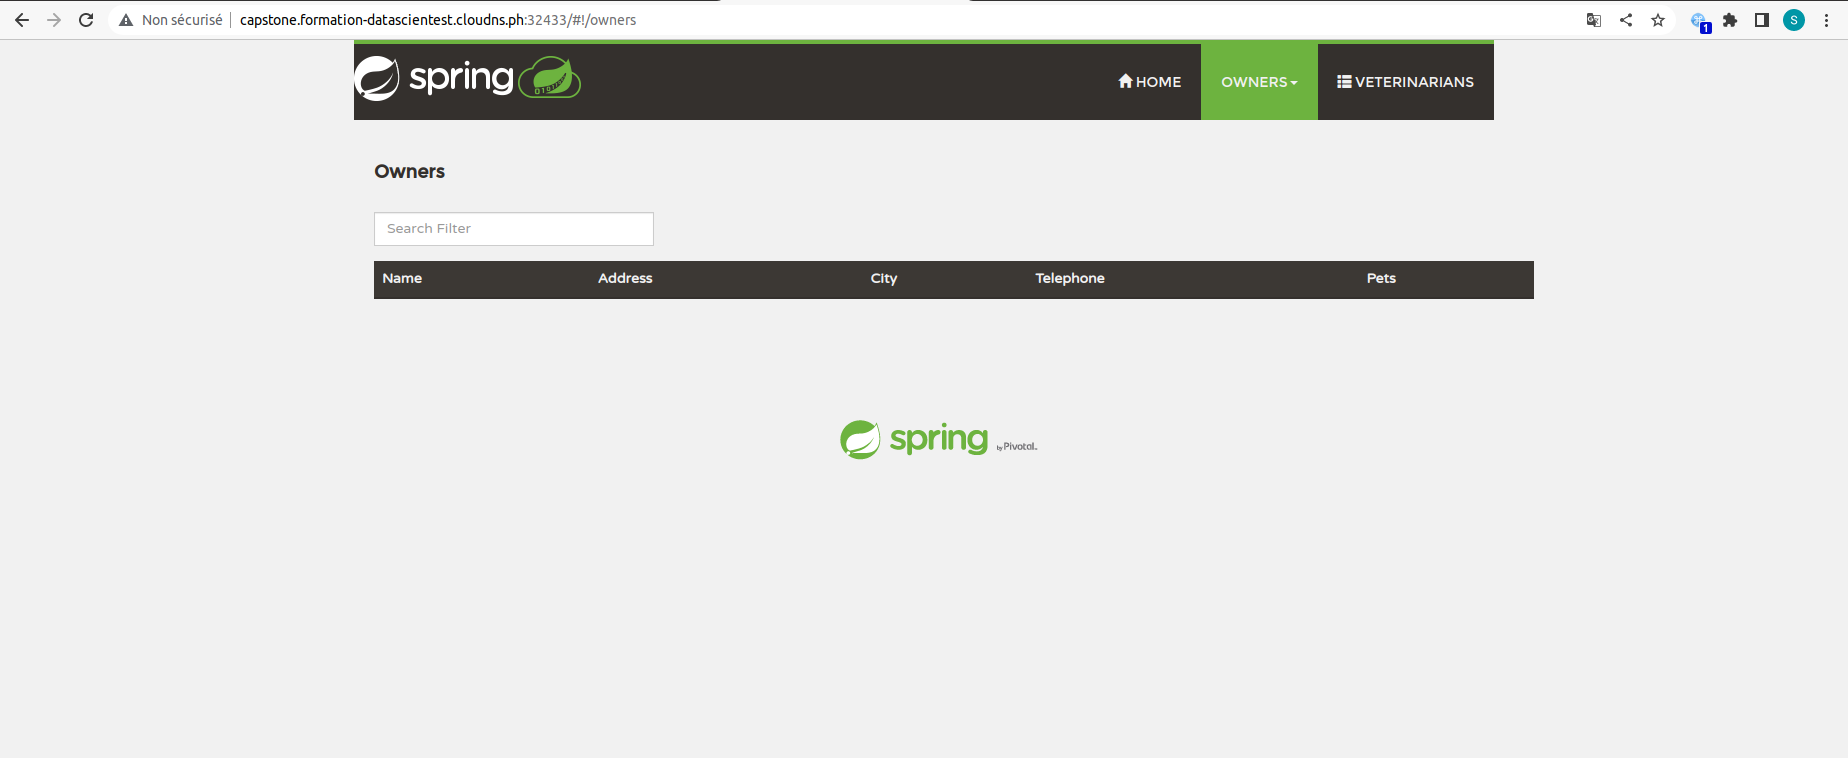 Non sécurisé capstone.formation-datascientest.cloudns.ph:32433/#!/owners S 1
spring HOME OWNERS VETERINARIANS
Owners
Search Filter
Name Address City Telephone Pets
spring by Pivotal.